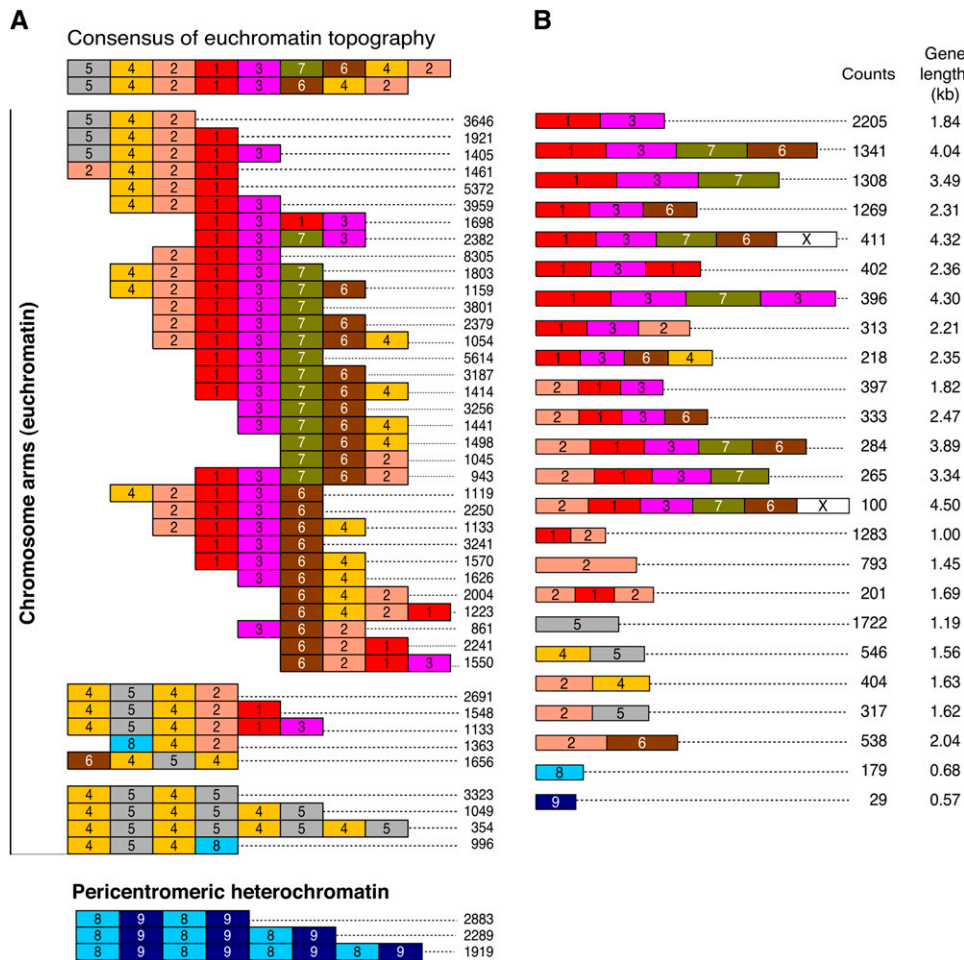 A
Consensus of euchromatin topography
5 4 2 1 3 7 6 4 2
5 4 2 1 3 6 4 2
Chromosome arms (euchromatin)
5 4 2 3646
5 4 2 1 1921
5 4 2 1 3 1405
2 4 2 1 1461
4 2 1 5372
4 2 1 3 3959
1 3 1 3 1698
1 3 7 3 2382
2 1 3 8305
4 2 1 3 7 1803
4 2 1 3 7 6 1159
2 1 3 7 3801
2 1 3 7 6 2379
2 1 3 7 6 4 1054
1 3 7 5614
1 3 7 6 3187
1 3 7 6 4 1414
3 7 6 3256
3 7 6 4 1441
7 6 4 1498
7 6 2 1045
1 3 7 6 2 943
4 2 1 3 6 1119
2 1 3 6 2250
2 1 3 6 4 1133
1 3 6 3241
1 3 6 4 1570
3 6 4 1626
6 4 2 2004
6 4 2 1 1223
3 6 2 861
6 2 1 2241
6 2 1 3 1550
4 5 4 2 2691
4 5 4 2 1 1548
4 5 4 2 1 3 1133
8 4 2 1363
6 4 5 4 1656
4 5 4 5 3323
4 5 4 5 4 5 1049
4 5 4 5 4 5 4 5 354
4 5 4 8 996
Pericentromeric heterochromatin
8 9 8 9 2883
8 9 8 9 8 9 2289
8 9 8 9 8 9 8 9 1919
B
Counts
Gene
length
(kb)
1 3 2205 1.84
1 3 7 6 1341 4.04
1 3 7 1308 3.49
1 3 6 1269 2.31
1 3 7 6 X 411 4.32
1 3 1 402 2.36
1 3 7 3 396 4.30
1 3 2 313 2.21
1 3 6 4 218 2.35
2 1 3 397 1.82
2 1 3 6 333 2.47
2 1 3 7 6 284 3.89
2 1 3 7 265 3.34
2 1 3 7 6 X 100 4.50
1 2 1283 1.00
2 793 1.45
2 1 2 201 1.69
5 1722 1.19
4 5 546 1.56
2 4 404 1.63
2 5 317 1.62
2 6 538 2.04
8 179 0.68
9 29 0.57